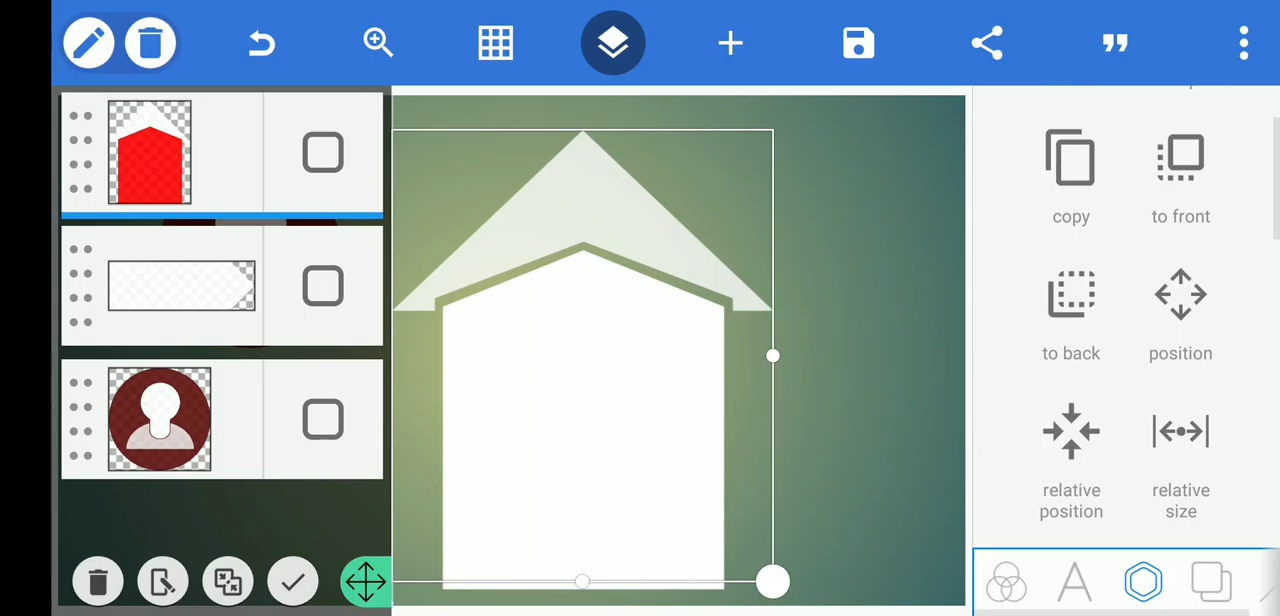 copy
to front
to back
position
relative
position
relative
size